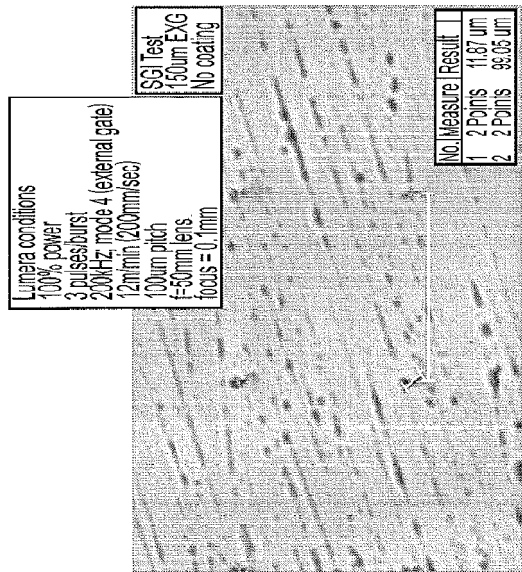 Lumera conditions
100% power
3 pulses/burst
200kHz mode 4 (external gate)
12m/min (200mm/sec)
100um pitch
f=50mm lens.
focus = 0.1mm
SGI Test
150um EXG
No coating
No. Measure Result
1 2 Points 11.87 um
2 2 Points 99.05 um